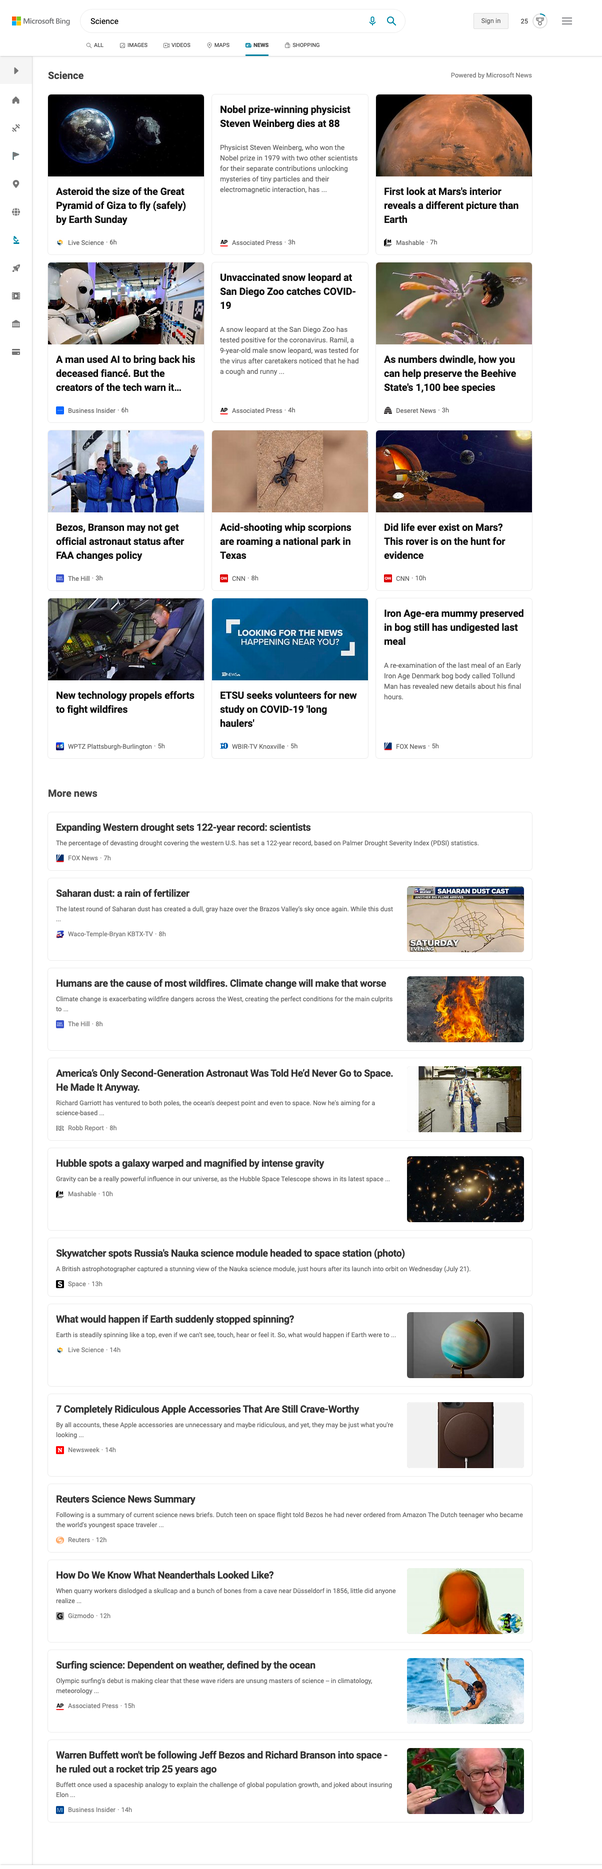 Microsoft Bing
Science
Sign in
25
ALL
IMAGES
VIDEOS
MAPS
NEWS
SHOPPING
Science
Powered by Microsoft News
Asteroid the size of the Great
Pyramid of Giza to fly (safely)
by Earth Sunday
Live Science · 6h
Nobel prize-winning physicist
Steven Weinberg dies at 88
Physicist Steven Weinberg, who won the
Nobel prize in 1979 with two other scientists
for their separate contributions unlocking
mysteries of tiny particles and their
electromagnetic interaction, has ...
AP Associated Press · 3h
First look at Mars's interior
reveals a different picture than
Earth
Mashable · 7h
A man used AI to bring back his
deceased fiancé. But the
creators of the tech warn it...
Business Insider · 6h
Unvaccinated snow leopard at
San Diego Zoo catches COVID-
19
A snow leopard at the San Diego Zoo has
tested positive for the coronavirus. Ramil, a
9-year-old male snow leopard, was tested for
the virus after caretakers noticed that he had
a cough and runny ...
AP Associated Press · 4h
As numbers dwindle, how you
can help preserve the Beehive
State's 1,100 bee species
Deseret News · 3h
Bezos, Branson may not get
official astronaut status after
FAA changes policy
The Hill · 3h
Acid-shooting whip scorpions
are roaming a national park in
Texas
CNN · 8h
Did life ever exist on Mars?
This rover is on the hunt for
evidence
CNN · 10h
New technology propels efforts
to fight wildfires
WPTZ Plattsburgh-Burlington · 5h
LOOKING FOR THE NEWS
HAPPENING NEAR YOU?
ETSU seeks volunteers for new
study on COVID-19 'long
haulers'
WBIR-TV Knoxville · 5h
Iron Age-era mummy preserved
in bog still has undigested last
meal
A re-examination of the last meal of an Early
Iron Age Denmark bog body called Tollund
Man has revealed new details about his final
hours.
FOX News · 5h
More news
Expanding Western drought sets 122-year record: scientists
The percentage of devasting drought covering the western U.S. has set a 122-year record, based on Palmer Drought Severity Index (PDSI) statistics.
FOX News · 7h
Saharan dust: a rain of fertilizer
The latest round of Saharan dust has created a dull, gray haze over the Brazos Valley's sky once again. While this dust
...
Waco-Temple-Bryan KBTX-TV · 8h
SAHARAN DUST CAST
ANOTHER BIG PLUME ARRIVES
SATURDAY
EVENING
Humans are the cause of most wildfires. Climate change will make that worse
Climate change is exacerbating wildfire dangers across the West, creating the perfect conditions for the main culprits
to ...
The Hill · 8h
America's Only Second-Generation Astronaut Was Told He'd Never Go to Space.
He Made It Anyway.
Richard Garriott has ventured to both poles, the ocean's deepest point and even to space. Now he's aiming for a
science-based ...
Robb Report · 8h
Hubble spots a galaxy warped and magnified by intense gravity
Gravity can be a really powerful influence in our universe, as the Hubble Space Telescope shows in its latest space ...
Mashable · 10h
Skywatcher spots Russia's Nauka science module headed to space station (photo)
A British astrophotographer captured a stunning view of the Nauka science module, just hours after its launch into orbit on Wednesday (July 21).
Space · 13h
What would happen if Earth suddenly stopped spinning?
Earth is steadily spinning like a top, even if we can't see, touch, hear or feel it. So, what would happen if Earth were to ...
Live Science · 14h
7 Completely Ridiculous Apple Accessories That Are Still Crave-Worthy
By all accounts, these Apple accessories are unnecessary and maybe ridiculous, and yet, they may be just what you're
looking ...
Newsweek · 14h
Reuters Science News Summary
Following is a summary of current science news briefs. Dutch teen on space flight told Bezos he had never ordered from Amazon The Dutch teenager who became
the world's youngest space traveler ...
Reuters · 12h
How Do We Know What Neanderthals Looked Like?
When quarry workers dislodged a skullcap and a bunch of bones from a cave near Düsseldorf in 1856, little did anyone
realize ...
Gizmodo · 12h
Surfing science: Dependent on weather, defined by the ocean
Olympic surfing's debut is making clear that these wave riders are unsung masters of science – in climatology,
meteorology ...
AP Associated Press · 15h
Warren Buffett won't be following Jeff Bezos and Richard Branson into space -
he ruled out a rocket trip 25 years ago
Buffett once used a spaceship analogy to explain the challenge of global population growth, and joked about insuring
Elon ...
Business Insider · 14h